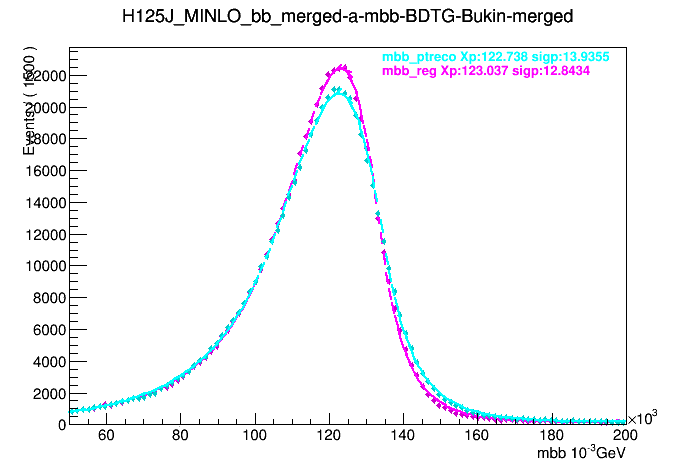 H125J_MINLO_bb_merged-a-mbb-BDTG-Bukin-merged
mbb_ptreco Xp:122.738 sigp:13.9355
mbb_reg Xp:123.037 sigp:12.8434
Events / ( 1500 )
22000
20000
18000
16000
14000
12000
10000
8000
6000
4000
2000
0
60 80 100 120 140 160 180 200
×10³
mbb 10⁻³GeV